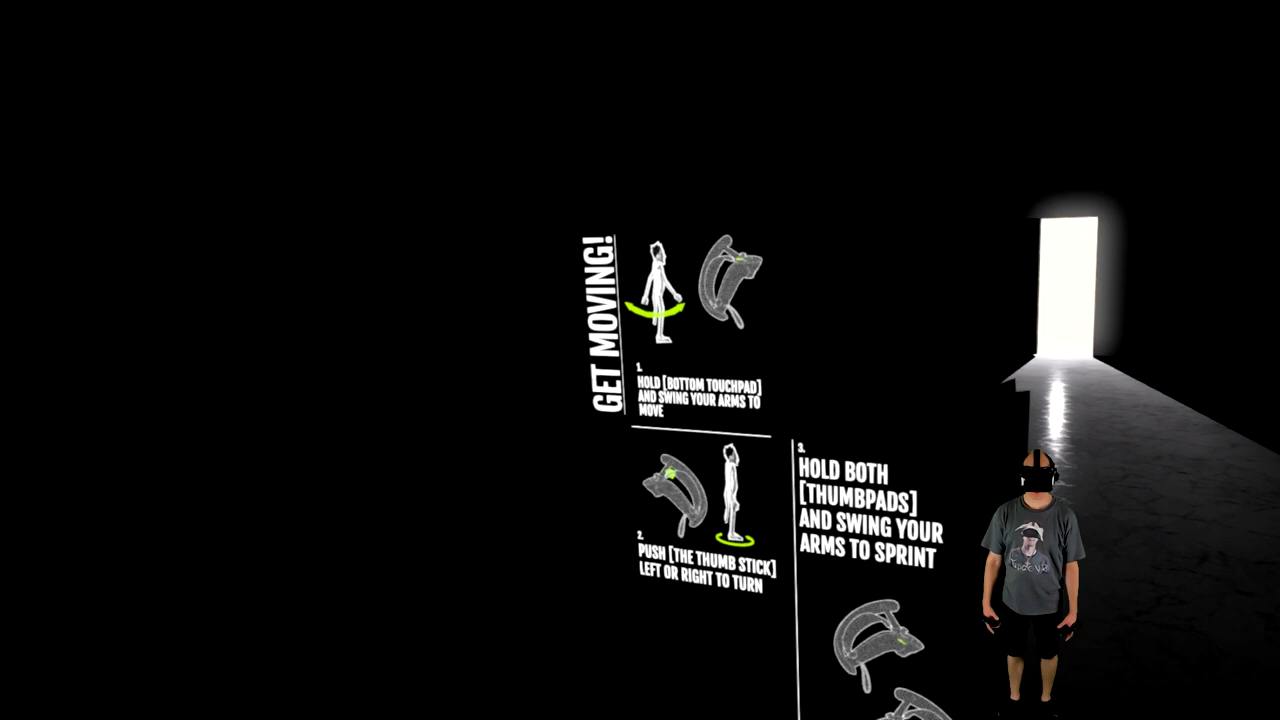 GET MOVING!
1.
HOLD [BOTTOM TOUCHPAD]
AND SWING YOUR ARMS TO
MOVE
2.
PUSH [THE THUMB STICK]
LEFT OR RIGHT TO TURN
3.
HOLD BOTH
[THUMBPADS]
AND SWING YOUR
ARMS TO SPRINT